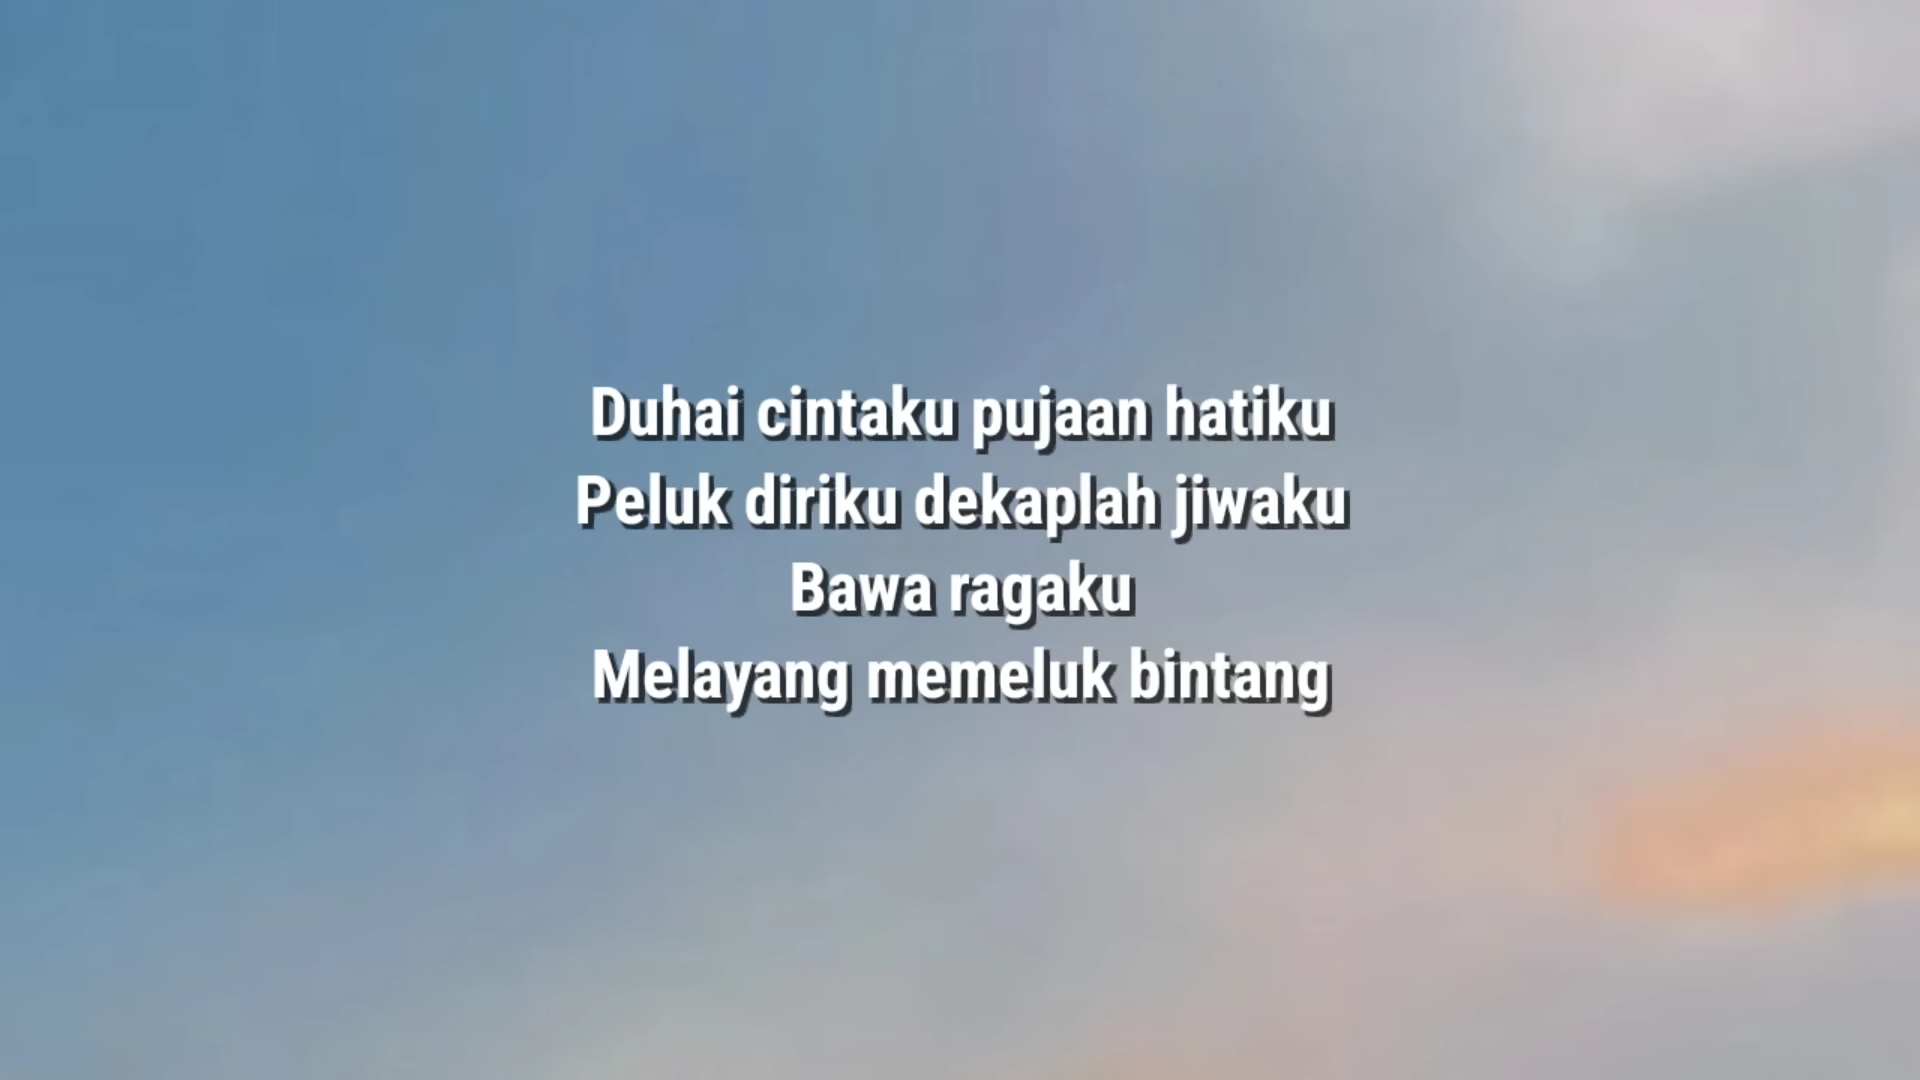 Duhai cintaku pujaan hatiku
Peluk diriku dekaplah jiwaku
Bawa ragaku
Melayang memeluk bintang